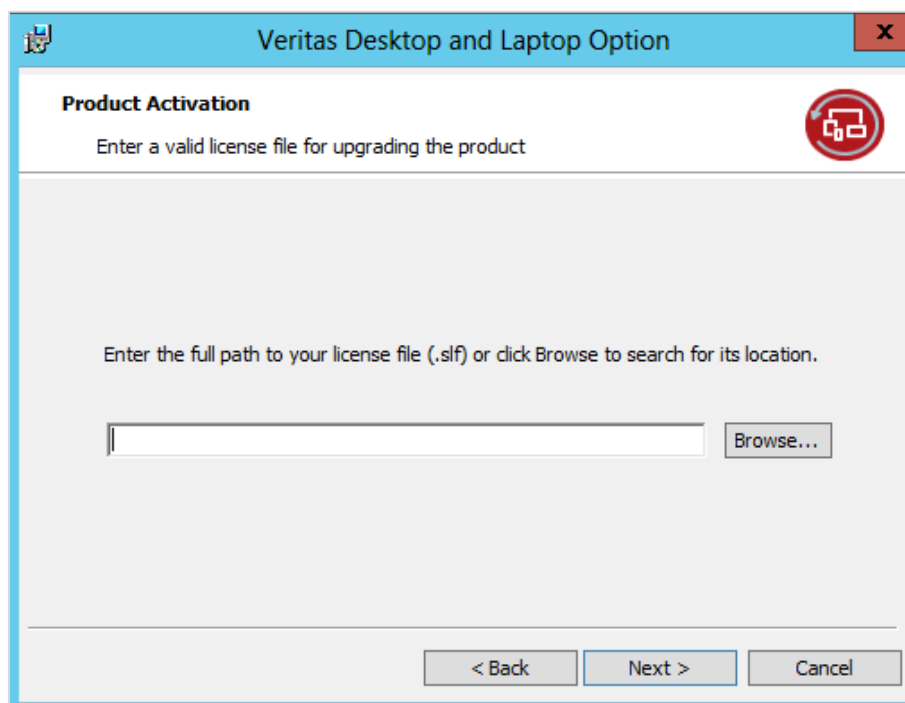 Veritas Desktop and Laptop Option
x
Product Activation
Enter a valid license file for upgrading the product
Enter the full path to your license file (.slf) or click Browse to search for its location.
Browse...
< Back
Next >
Cancel